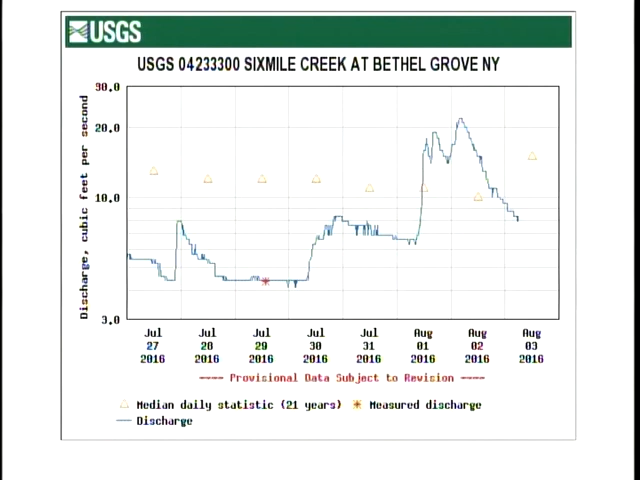 USGS
USGS 04233300 SIXMILE CREEK AT BETHEL GROVE NY
Discharge, cubic feet per second
30.0
20.0
10.0
3.0
Jul 27 2016
Jul 28 2016
Jul 29 2016
Jul 30 2016
Jul 31 2016
Aug 01 2016
Aug 02 2016
Aug 03 2016
---- Provisional Data Subject to Revision ----
Median daily statistic (21 years)
Measured discharge
Discharge